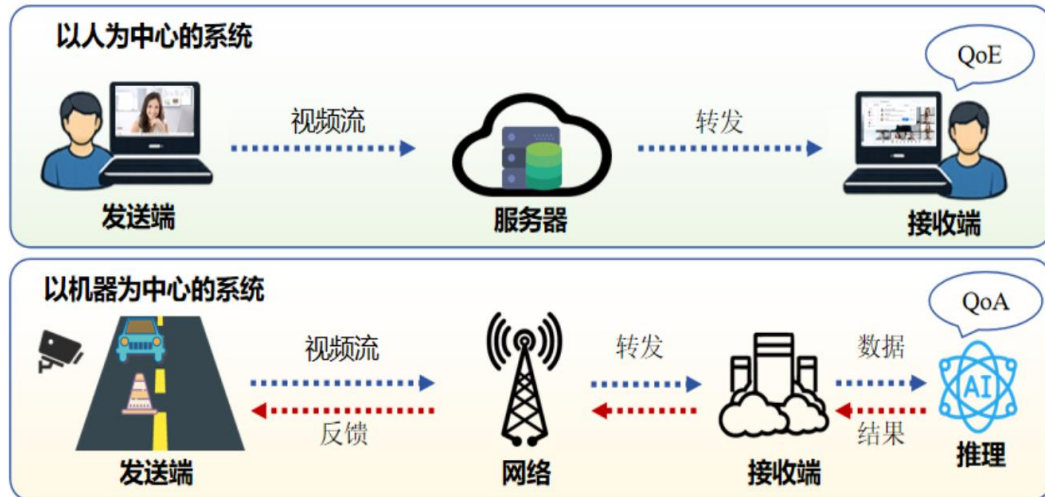 以人为中心的系统
QoE
视频流
转发
发送端
服务器
接收端
以机器为中心的系统
QoA
视频流
转发
数据
AI
反馈
结果
发送端
网络
接收端
推理